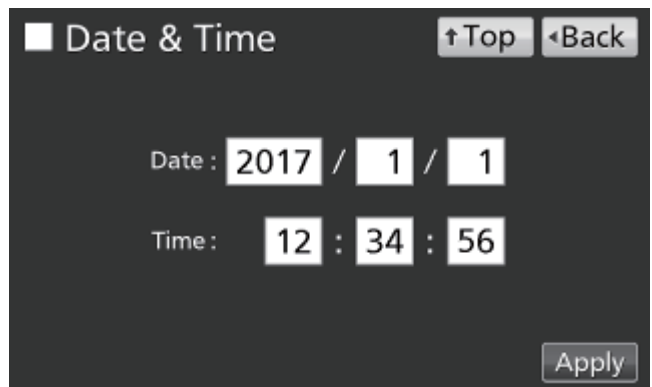 Date & Time
↑Top
◂Back
Date : 2017 / 1 / 1
Time : 12 : 34 : 56
Apply